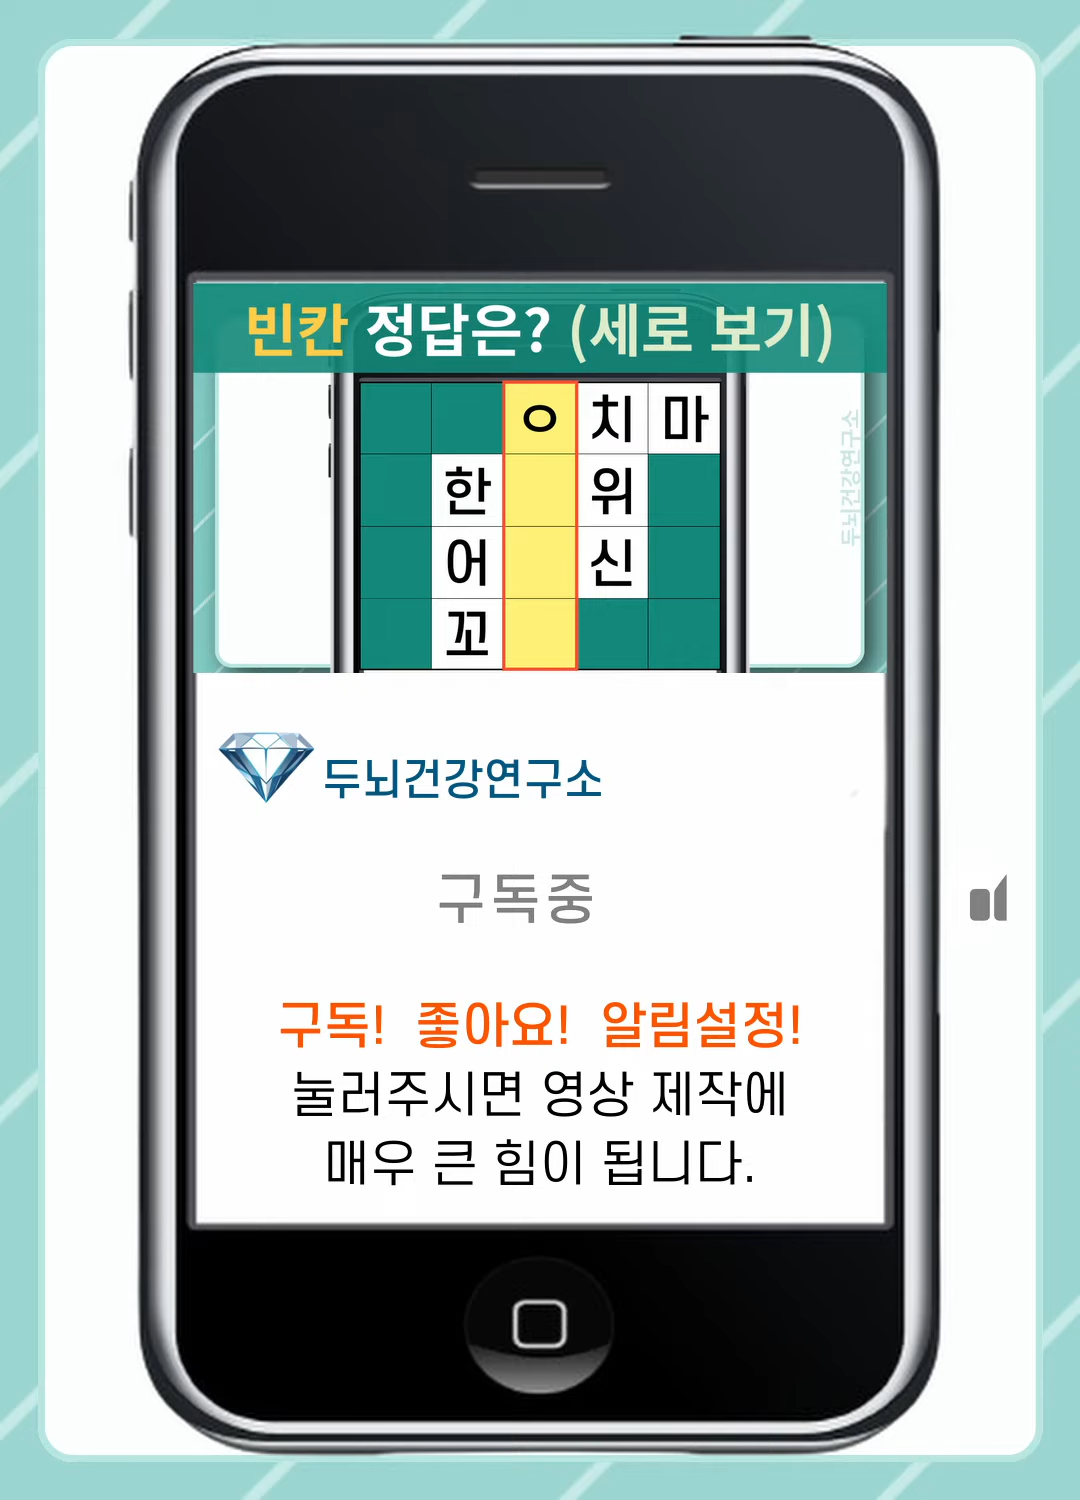 빈칸 정답은? (세로 보기)
ㅇ 치 마
한 위
어 신
꼬
두뇌건강연구소
두뇌건강연구소
구독중
구독! 좋아요! 알림설정!
눌러주시면 영상 제작에
매우 큰 힘이 됩니다.